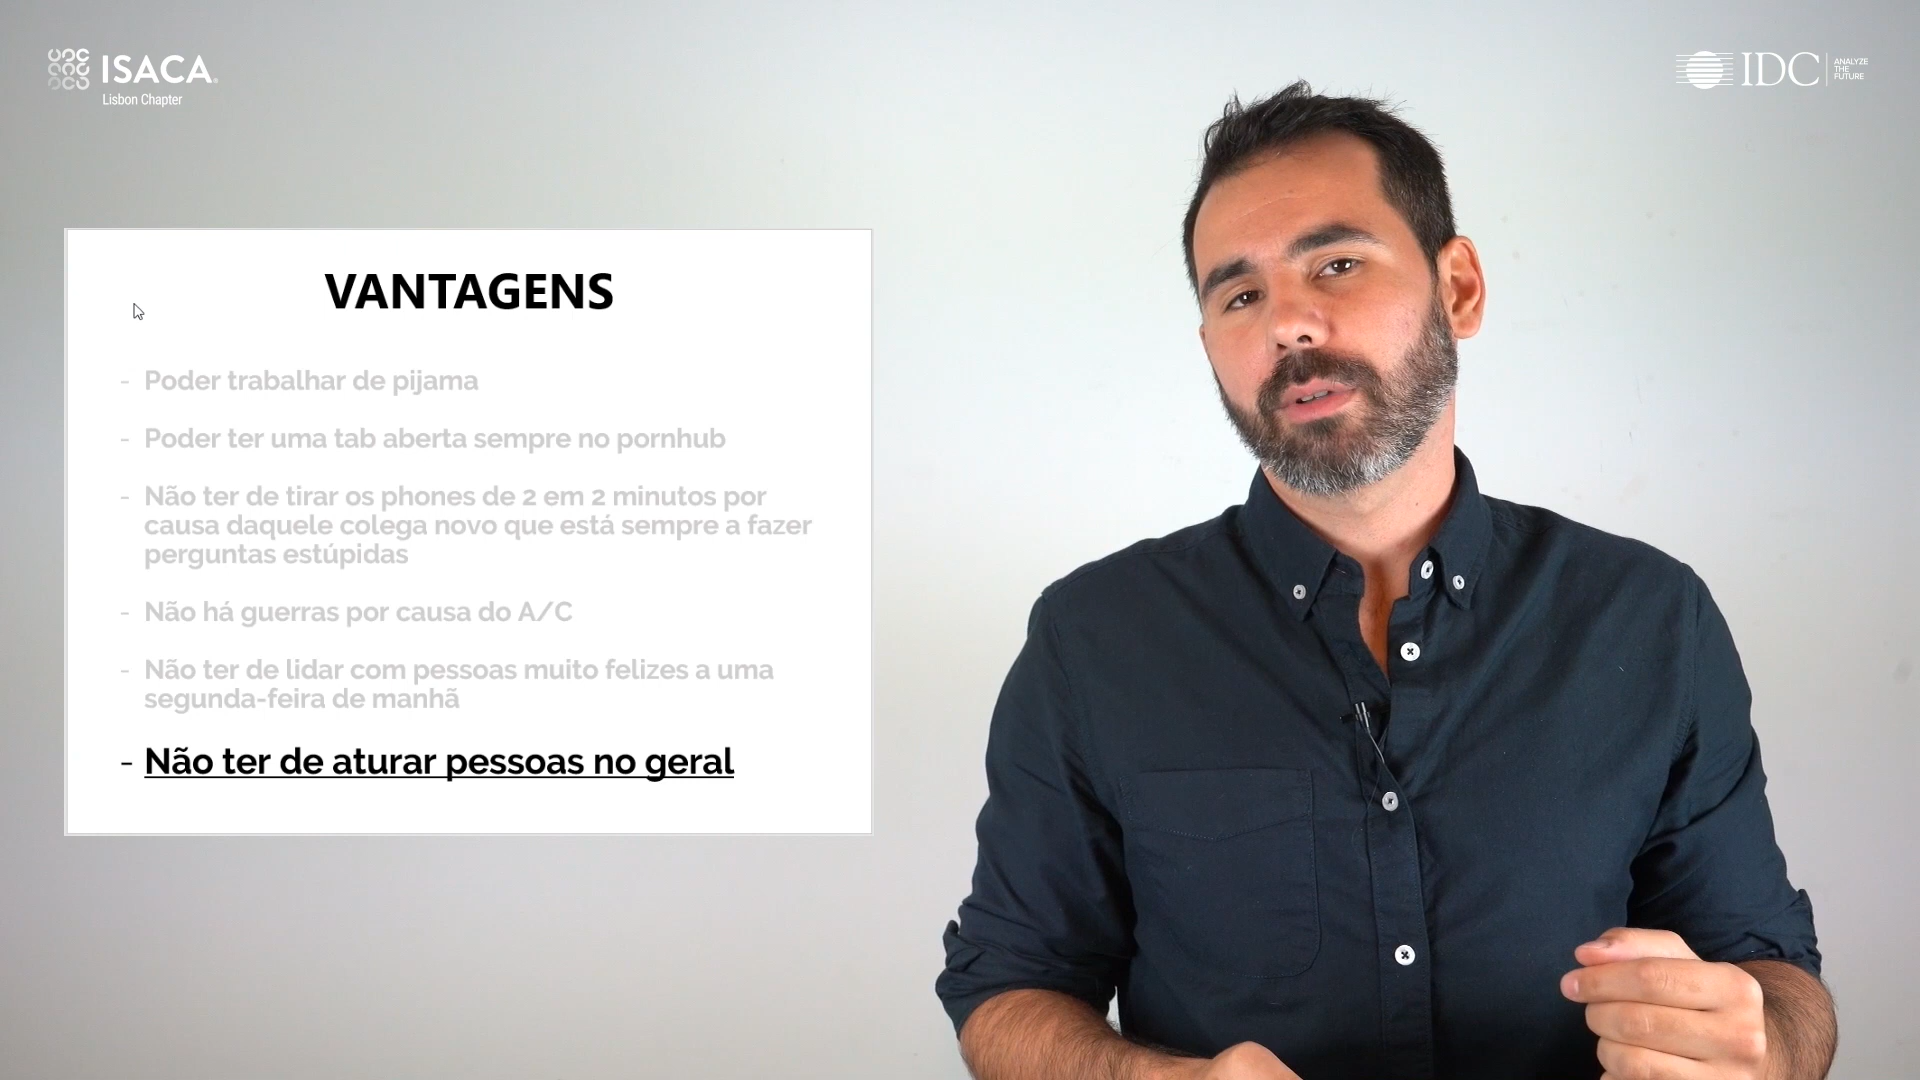 ISACA®
Lisbon Chapter
IDC
ANALYZE
THE
FUTURE
VANTAGENS
- Poder trabalhar de pijama
- Poder ter uma tab aberta sempre no pornhub
- Não ter de tirar os phones de 2 em 2 minutos por
causa daquele colega novo que está sempre a fazer
perguntas estúpidas
- Não há guerras por causa do A/C
- Não ter de lidar com pessoas muito felizes a uma
segunda-feira de manhã
- Não ter de aturar pessoas no geral